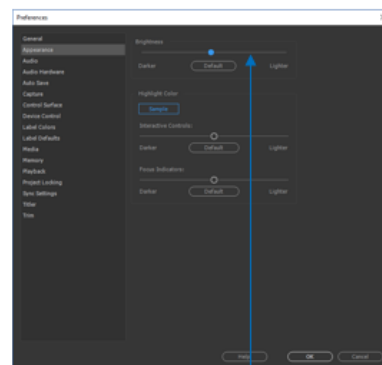 Preferences
General
Appearance
Audio
Audio Hardware
Auto Save
Capture
Control Surface
Device Control
Label Colors
Label Defaults
Media
Memory
Playback
Project Locking
Sync Settings
Titler
Trim
Brightness
Darker Default Lighter
Highlight Color
Sample
Interactive Controls:
Darker Default Lighter
Focus Indicators:
Darker Default Lighter
Help OK Cancel